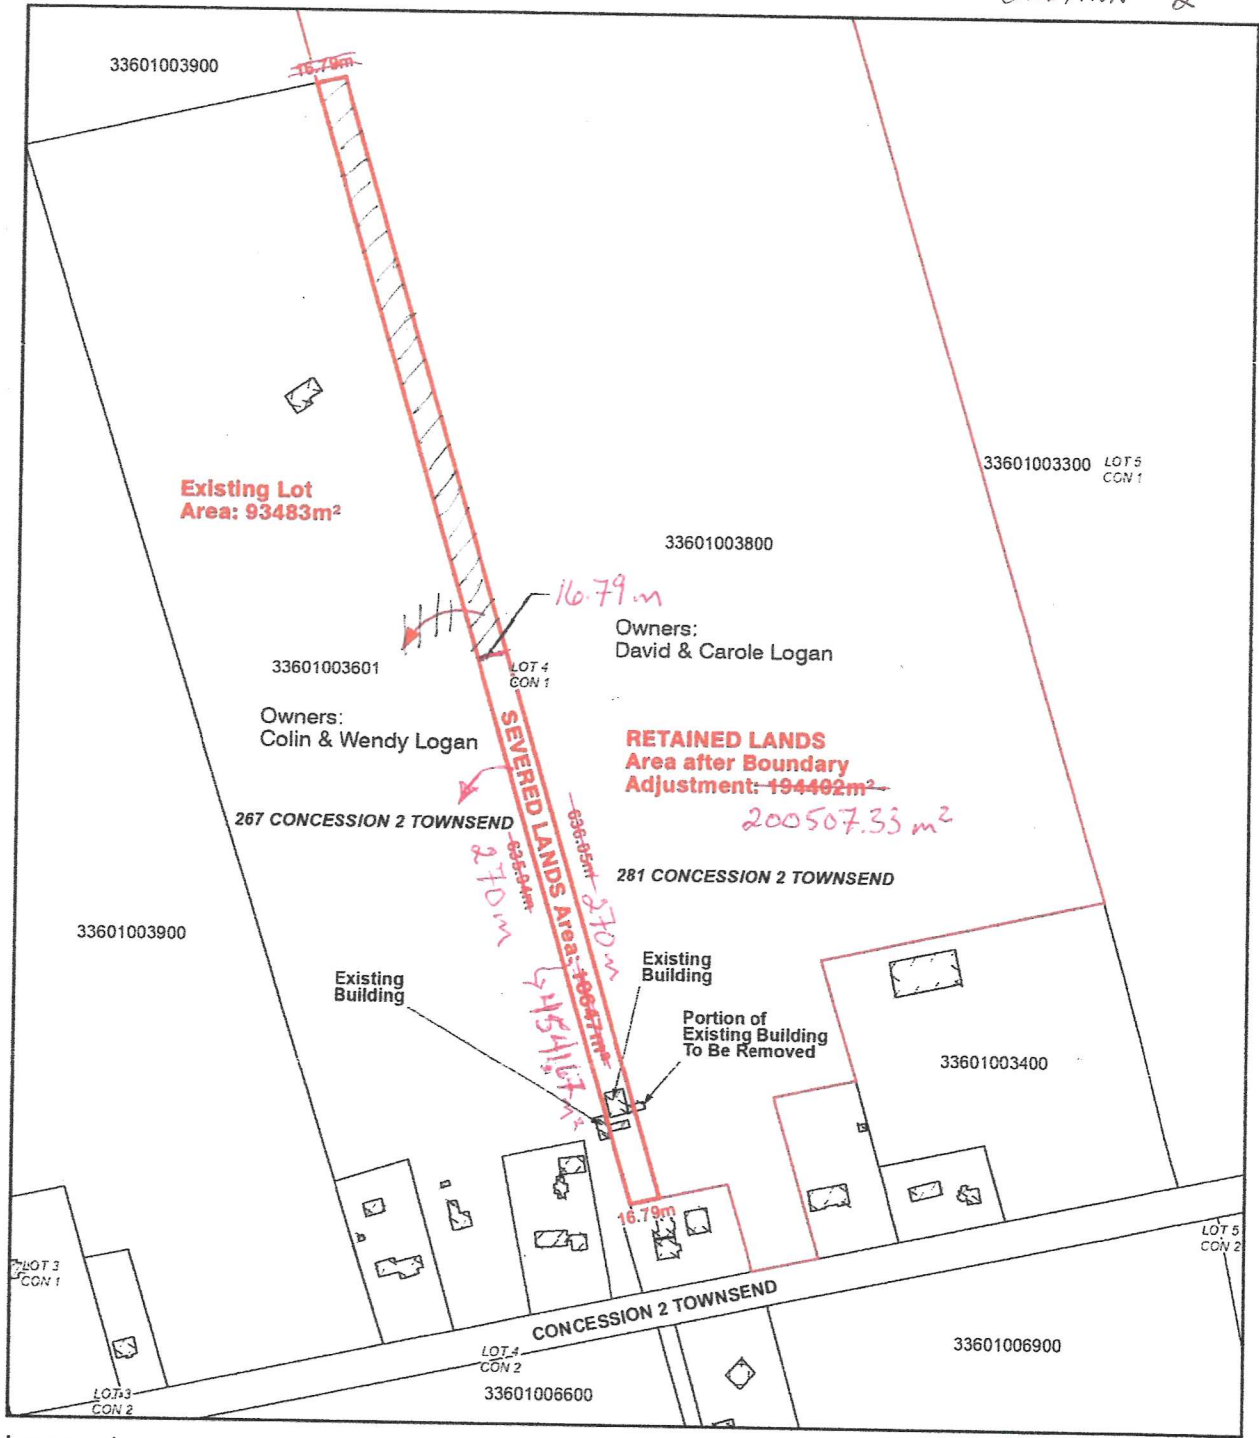 33601003900
16.79m
Existing Lot
Area: 93483m²
33601003300
LOT 5
CON 1
33601003800
16.79 m
Owners:
David & Carole Logan
33601003601
LOT 4
CON 1
Owners:
Colin & Wendy Logan
RETAINED LANDS
Area after Boundary
Adjustment: 194402m²
200507.33 m²
267 CONCESSION 2 TOWNSEND
SEVERED LANDS Area: 10647m²
635.94m
270m
636.05m
270m
281 CONCESSION 2 TOWNSEND
33601003900
Existing
Building
Existing
Building
Portion of
Existing Building
To Be Removed
33601003400
16.79m
LOT 3
CON 1
LOT 5
CON 2
CONCESSION 2 TOWNSEND
LOT 4
CON 2
33601006900
LOT 3
CON 2
33601006600